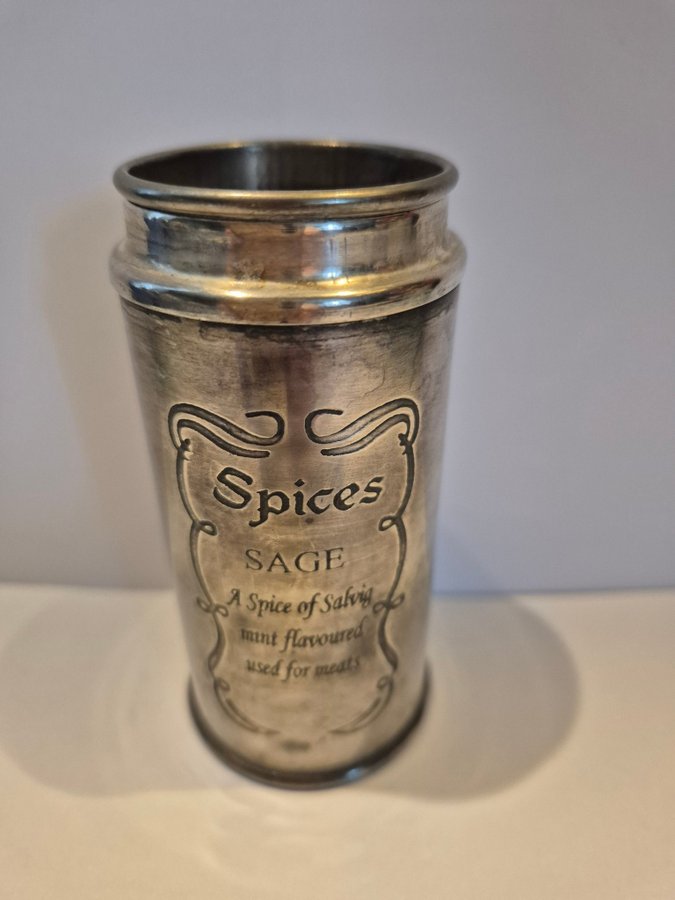 Spices
SAGE
A Spice of Salvig
mint flavoured
used for meats